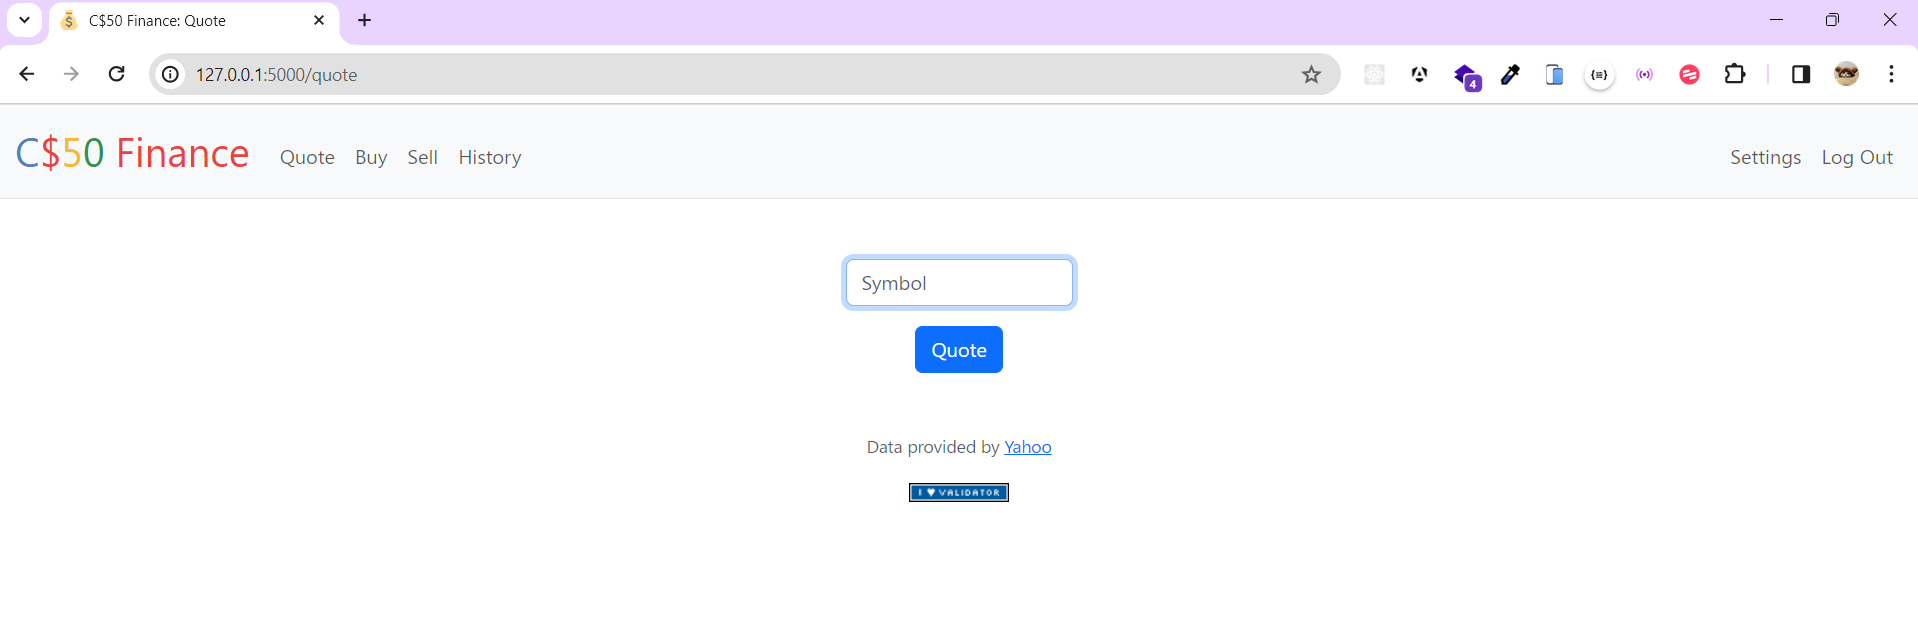 C$50 Finance: Quote
127.0.0.1:5000/quote
4
C$50 Finance Quote Buy Sell History Settings Log Out
Symbol
Quote
Data provided by Yahoo
I ♥ VALIDATOR